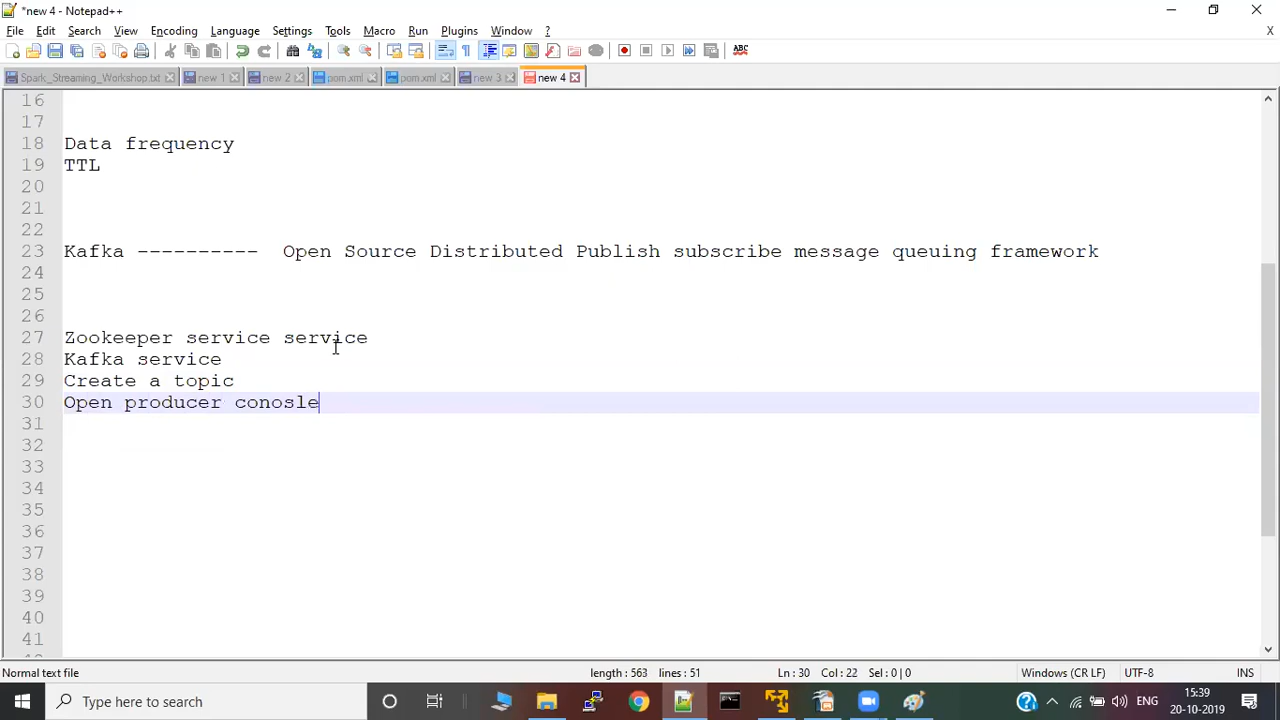 *new 4 - Notepad++
File Edit Search View Encoding Language Settings Tools Macro Run Plugins Window ?
X
Spark_Streaming_Workshop.txt new 1 new 2 pom.xml pom.xml new 3 new 4
16
17
18 Data frequency
19 TTL
20
21
22
23 Kafka ---------- Open Source Distributed Publish subscribe message queuing framework
24
25
26
27 Zookeeper service service
28 Kafka service
29 Create a topic
30 Open producer conosle
31
32
33
34
35
36
37
38
39
40
41
Normal text file length : 563 lines : 51 Ln : 30 Col : 22 Sel : 0 | 0 Windows (CR LF) UTF-8 INS
Type here to search
ENG
15:39
20-10-2019